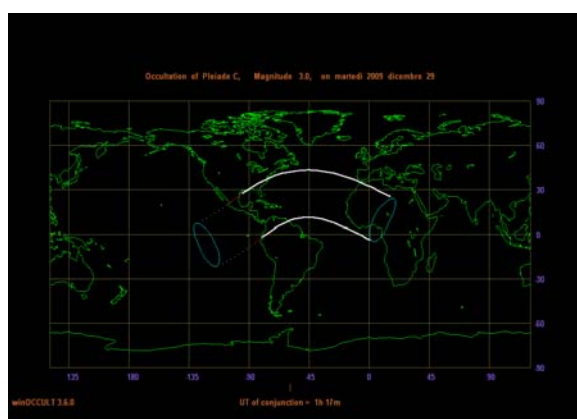 Occultation of Pleiade C, Magnitude 3.0, on martedì 2009 dicembre 29
90
60
30
0
30
60
90
135 180 135 90 45 0 45 90
winOCCULT 3.6.0 UT of conjunction = 1h 17m